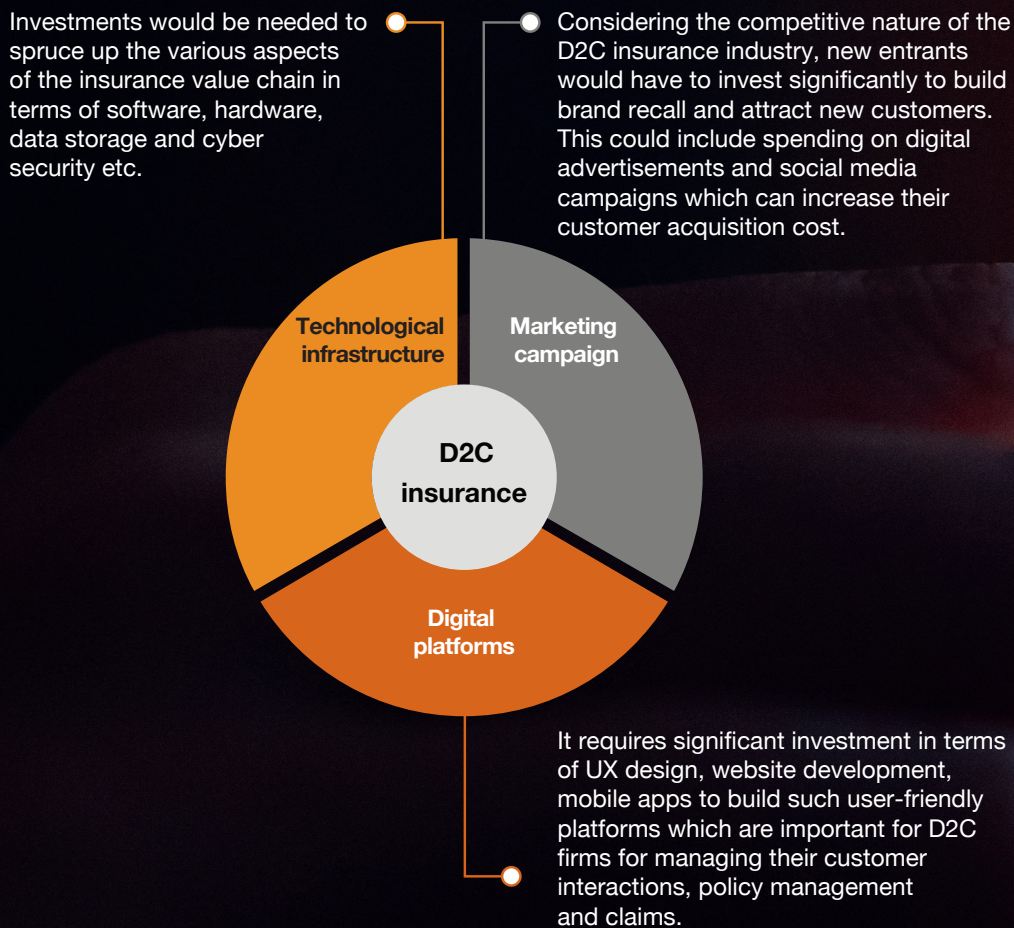 Investments would be needed to
spruce up the various aspects
of the insurance value chain in
terms of software, hardware,
data storage and cyber
security etc.
Considering the competitive nature of the
D2C insurance industry, new entrants
would have to invest significantly to build
brand recall and attract new customers.
This could include spending on digital
advertisements and social media
campaigns which can increase their
customer acquisition cost.
Technological
infrastructure
Marketing
campaign
D2C
insurance
Digital
platforms
It requires significant investment in terms
of UX design, website development,
mobile apps to build such user-friendly
platforms which are important for D2C
firms for managing their customer
interactions, policy management
and claims.